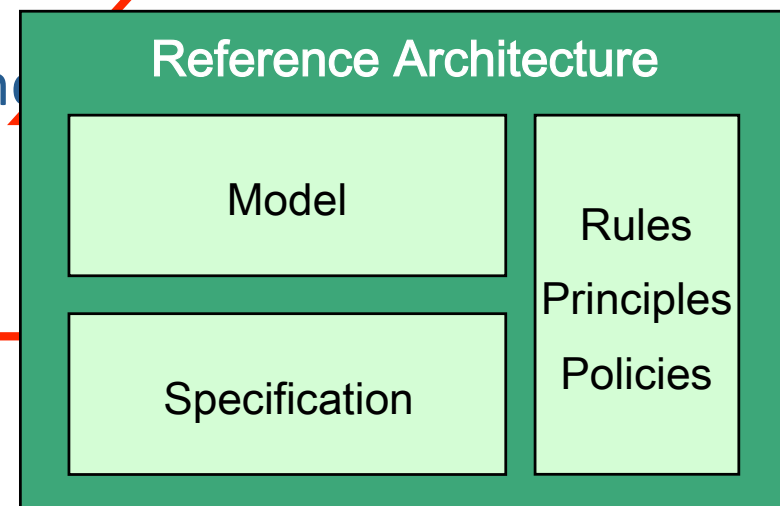 Reference Architecture
Model
Rules
Principles
Policies
Specification